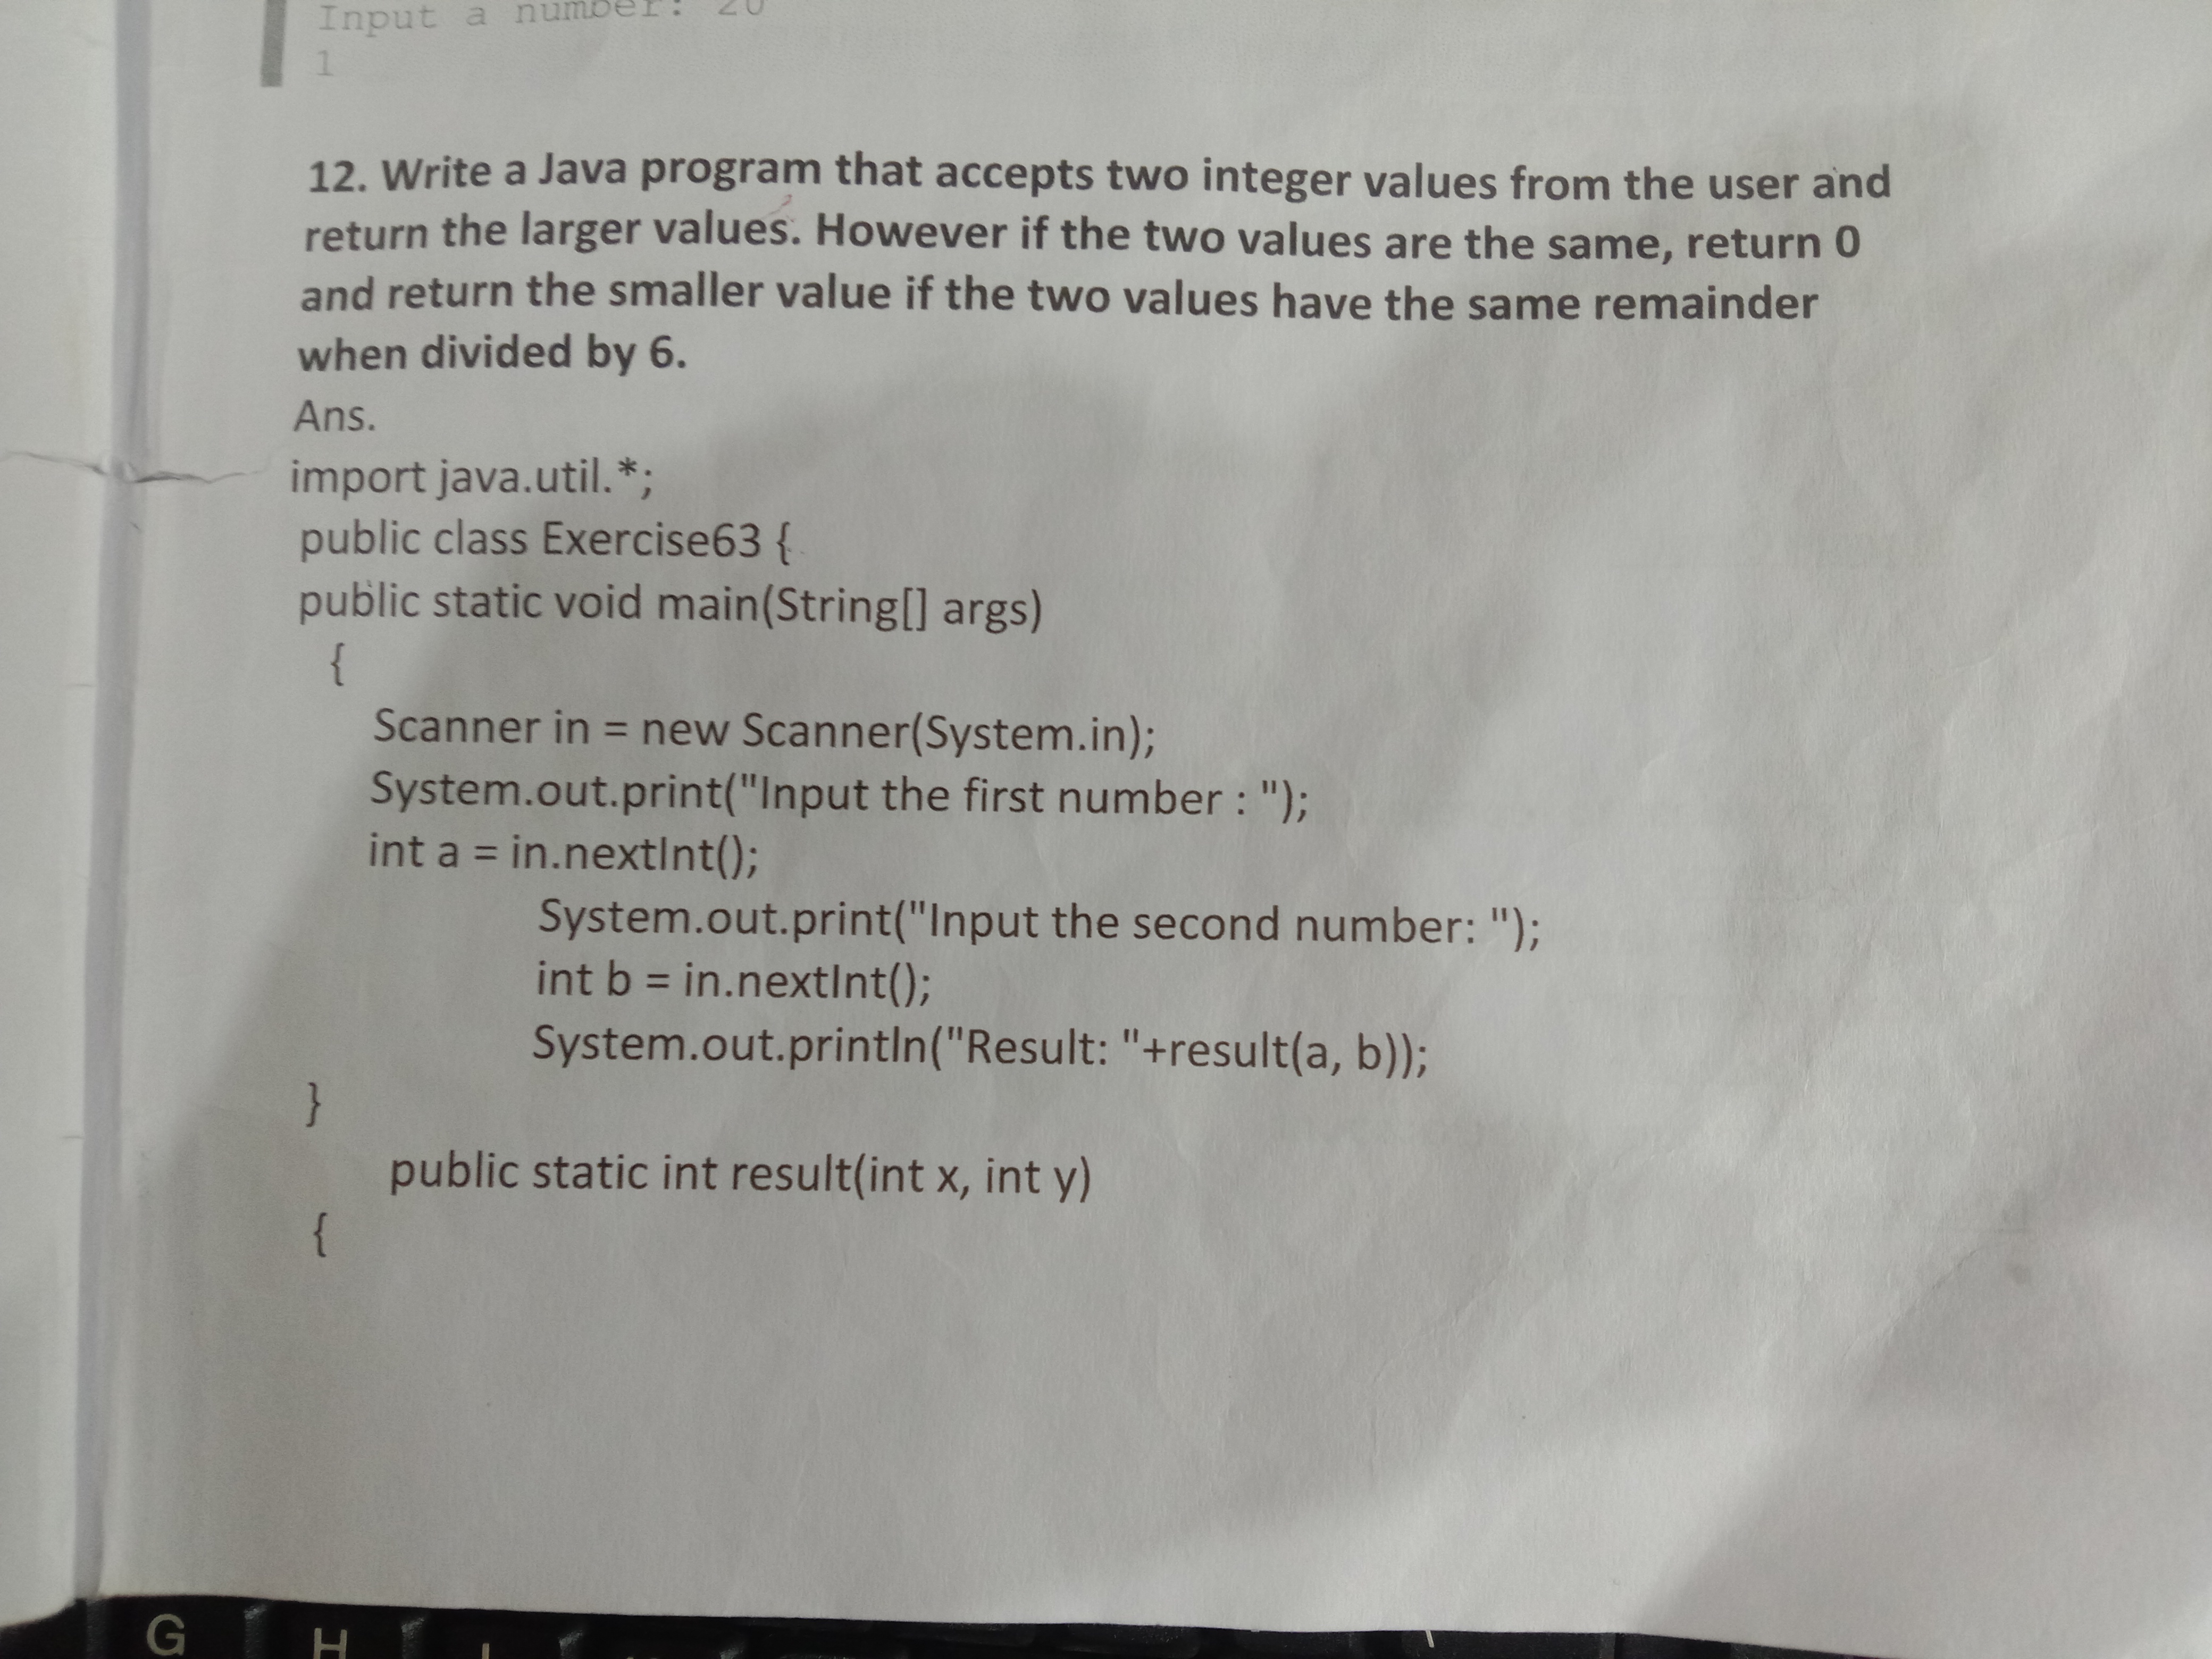 Input a number: 20
1
12. Write a Java program that accepts two integer values from the user and
return the larger values. However if the two values are the same, return 0
and return the smaller value if the two values have the same remainder
when divided by 6.
Ans.
import java.util.*;
public class Exercise63 {
public static void main(String[] args)
{
Scanner in = new Scanner(System.in);
System.out.print("Input the first number : ");
int a = in.nextInt();
System.out.print("Input the second number: ");
int b = in.nextInt();
System.out.println("Result: "+result(a, b));
}
public static int result(int x, int y)
{
G H